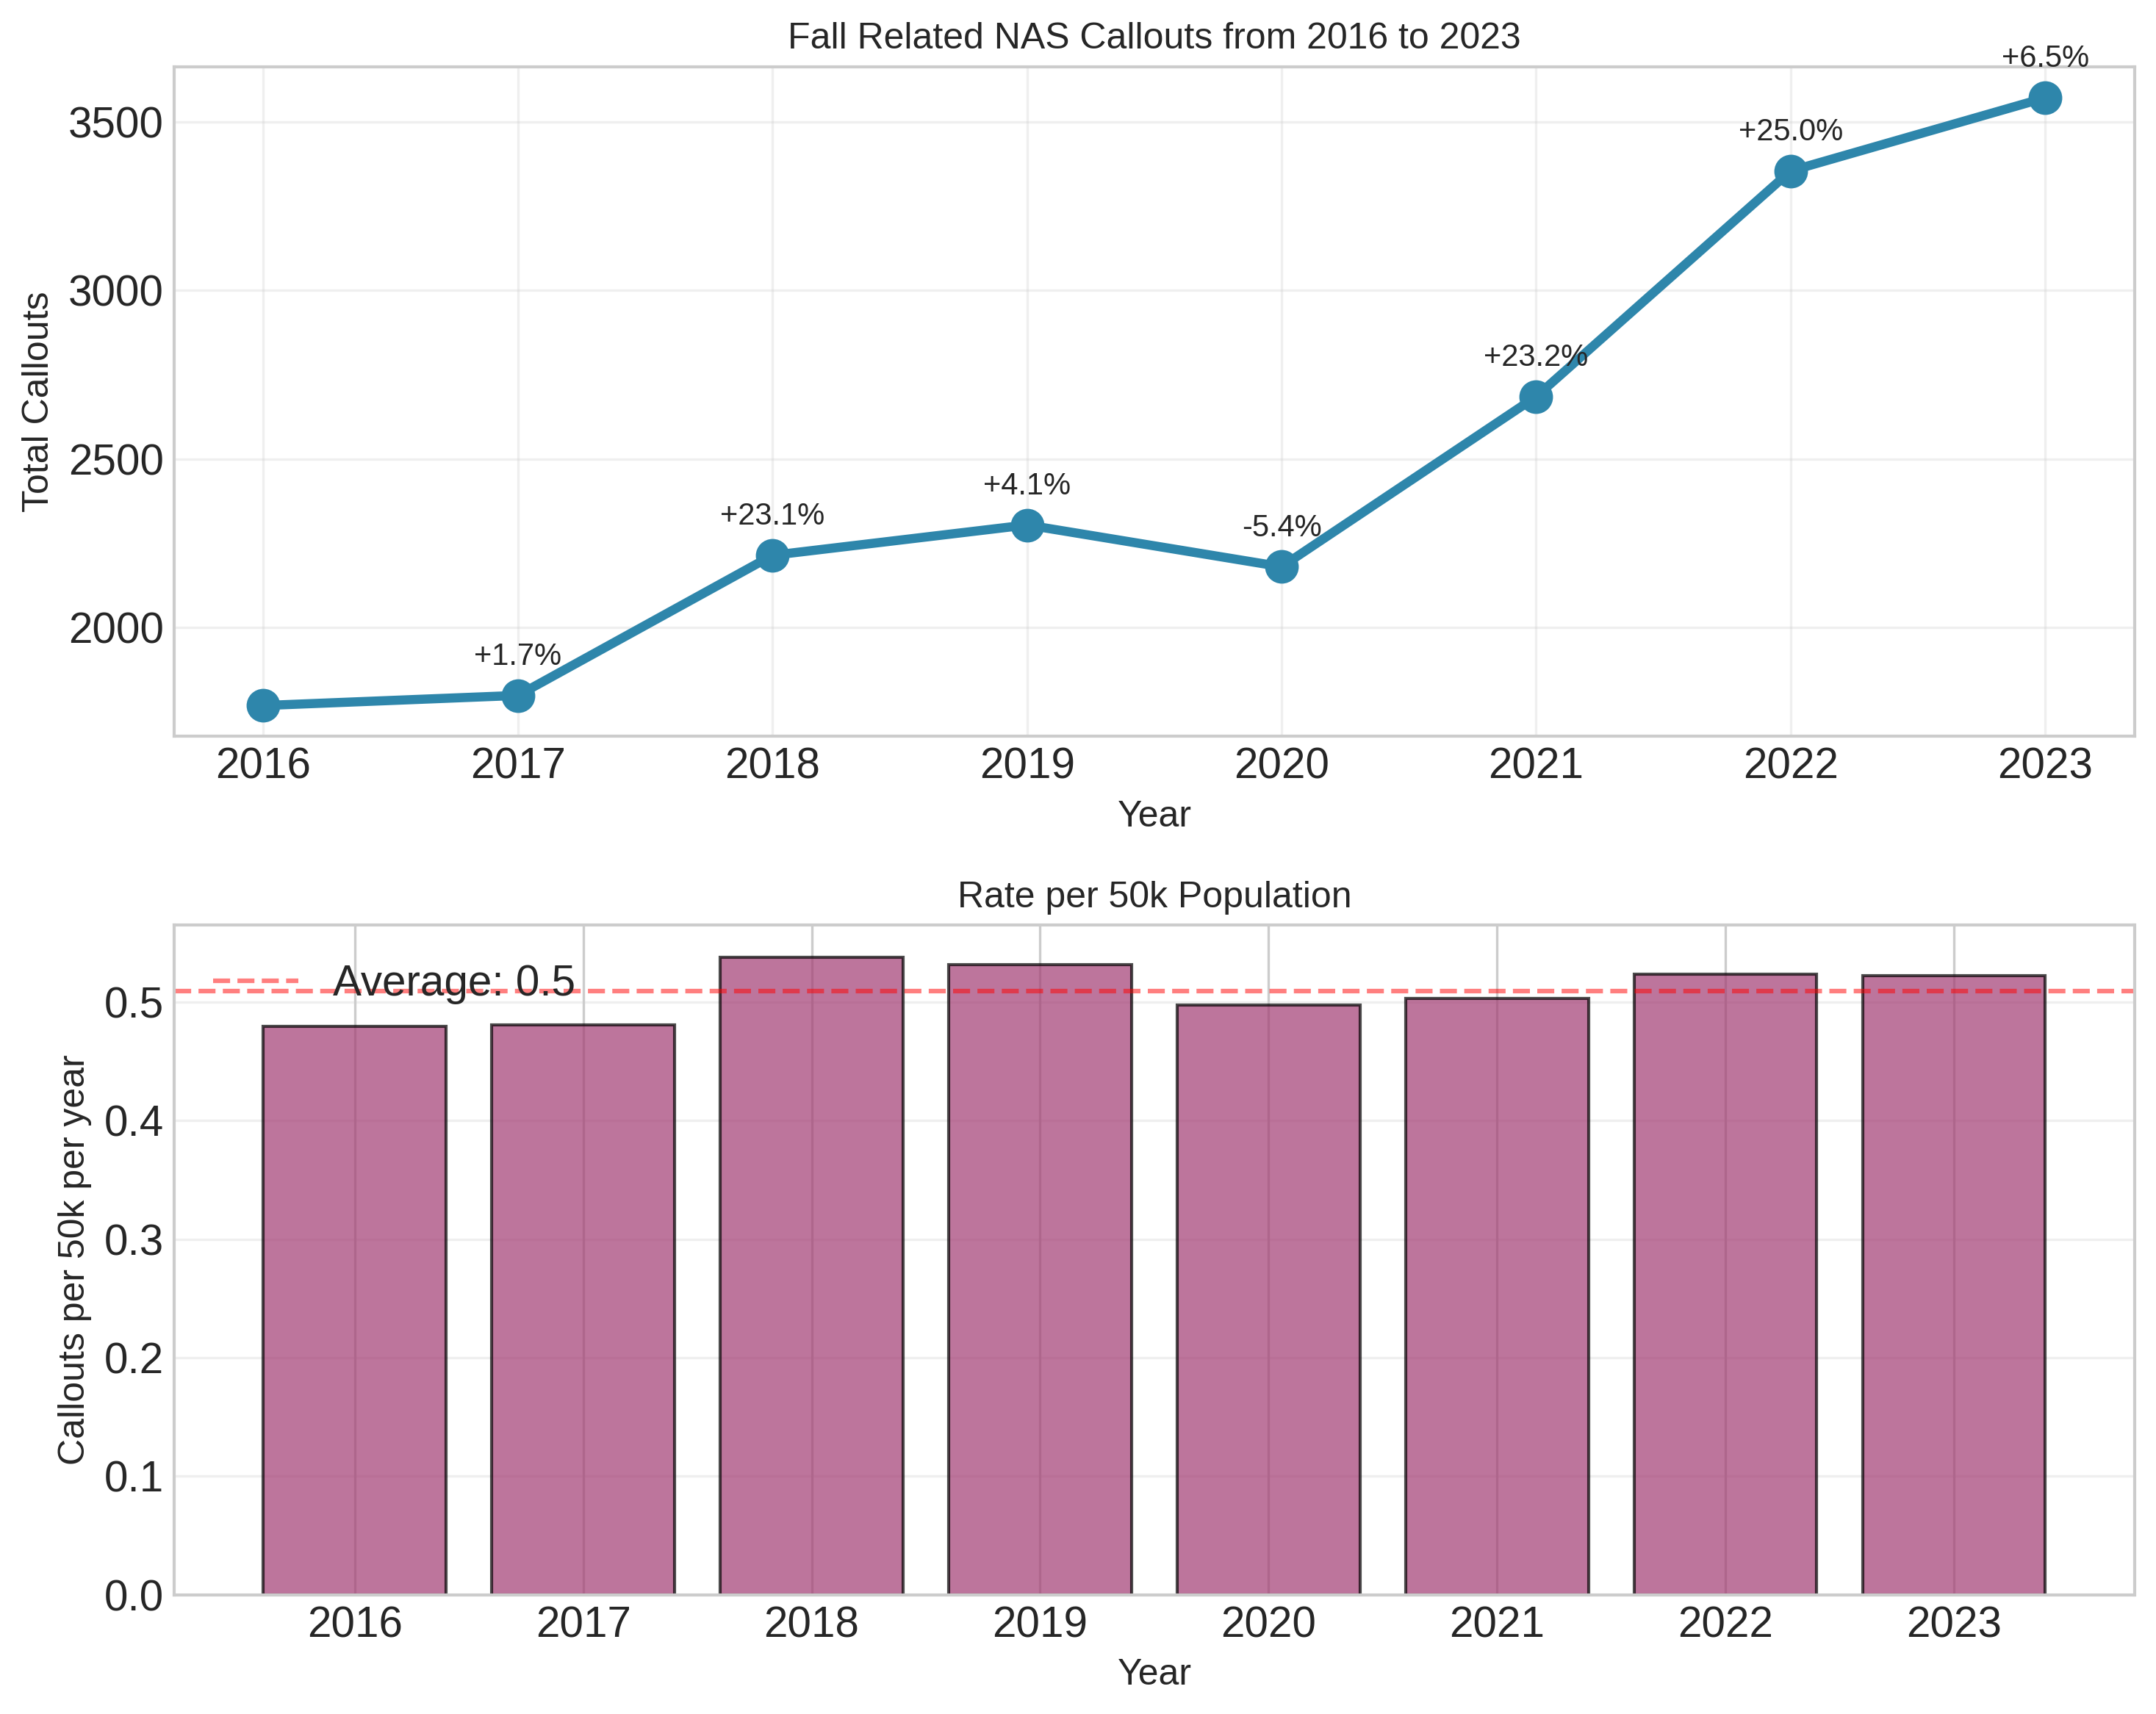 Fall Related NAS Callouts from 2016 to 2023
+6.5%
+25.0%
+23.2%
+4.1%
+23.1%
-5.4%
+1.7%
Total Callouts
3500
3000
2500
2000
2016 2017 2018 2019 2020 2021 2022 2023
Year
Rate per 50k Population
Average: 0.5
Callouts per 50k per year
0.5
0.4
0.3
0.2
0.1
0.0
2016 2017 2018 2019 2020 2021 2022 2023
Year